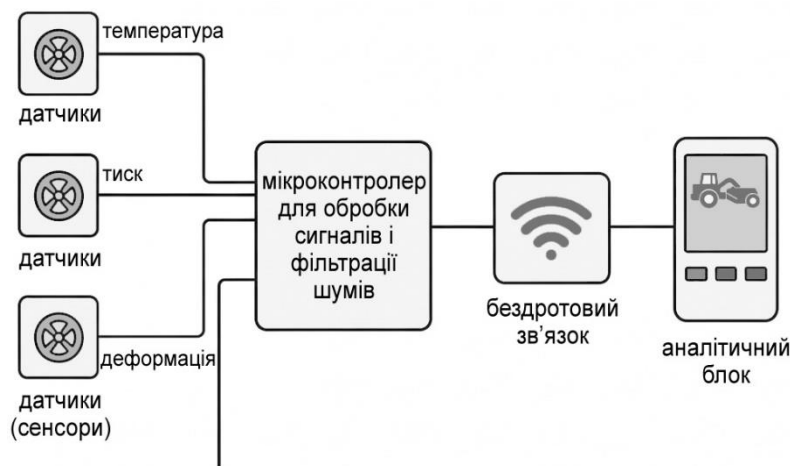 температура
датчики
тиск
датчики
деформація
датчики
(сенсори)
мікроконтролер
для обробки
сигналів і
фільтрації
шумів
бездротовий
зв'язок
аналітичний
блок